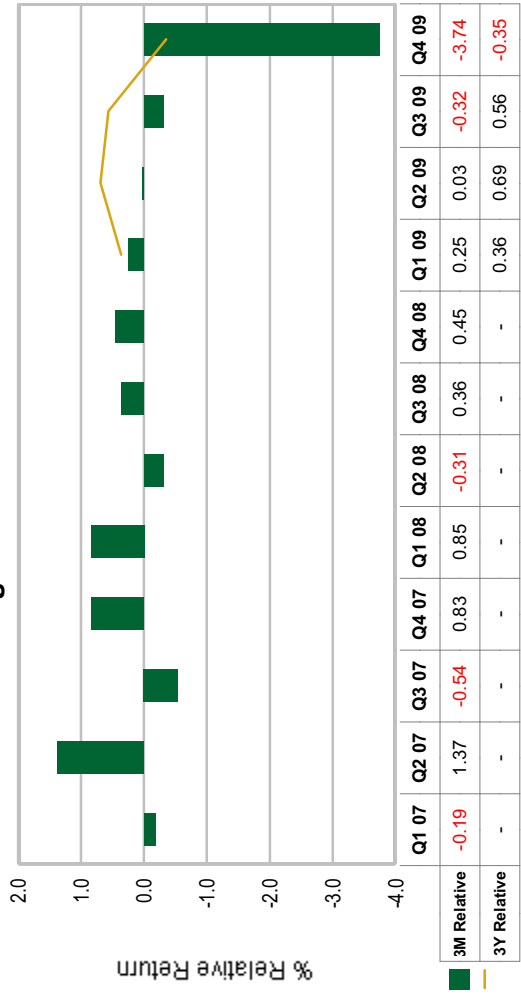 % Relative Return
2.0
1.0
0.0
-1.0
-2.0
-3.0
-4.0
Q1 07 Q2 07 Q3 07 Q4 07 Q1 08 Q2 08 Q3 08 Q4 08 Q1 09 Q2 09 Q3 09 Q4 09
3M Relative -0.19 1.37 -0.54 0.83 0.85 -0.31 0.36 0.45 0.25 0.03 -0.32 -3.74
3Y Relative - - - - - - - - 0.36 0.69 0.56 -0.35